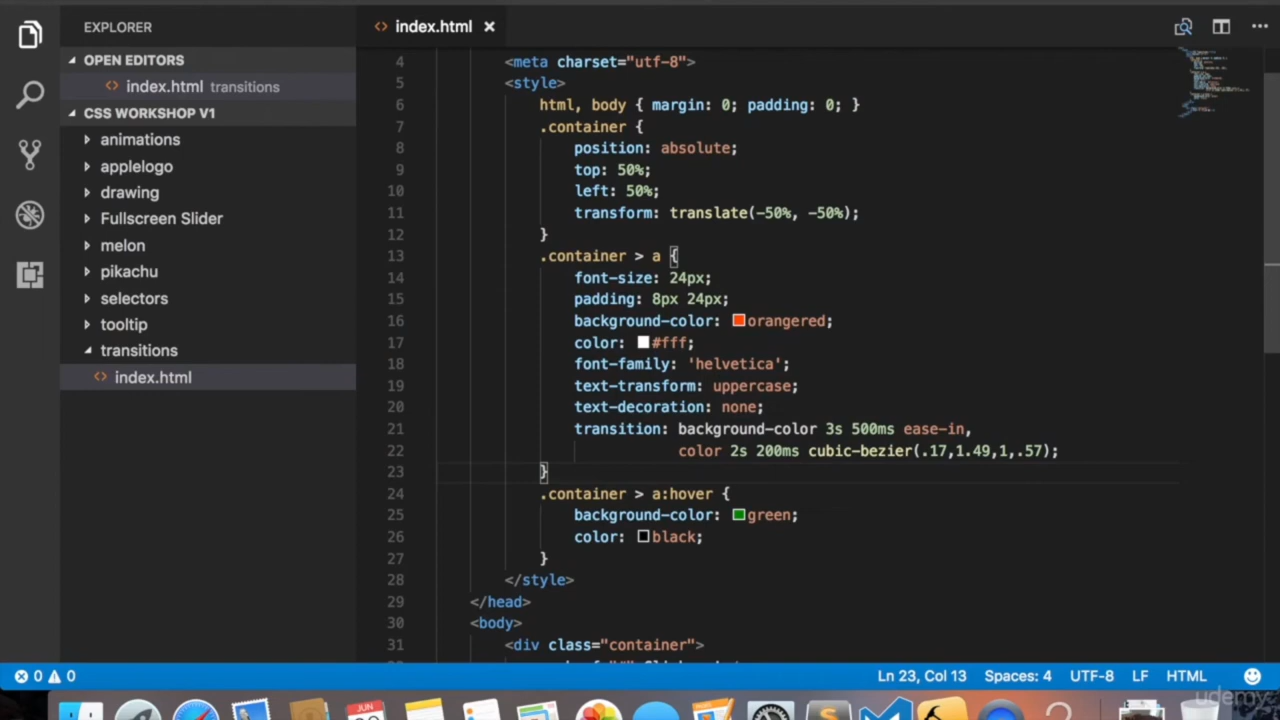 EXPLORER
OPEN EDITORS
index.html transitions
CSS WORKSHOP V1
animations
applelogo
drawing
Fullscreen Slider
melon
pikachu
selectors
tooltip
transitions
index.html
index.html
4 <meta charset="utf-8">
5 <style>
6 html, body { margin: 0; padding: 0; }
7 .container {
8 position: absolute;
9 top: 50%;
10 left: 50%;
11 transform: translate(-50%, -50%);
12 }
13 .container > a {
14 font-size: 24px;
15 padding: 8px 24px;
16 background-color: orangered;
17 color: #fff;
18 font-family: 'helvetica';
19 text-transform: uppercase;
20 text-decoration: none;
21 transition: background-color 3s 500ms ease-in,
22 color 2s 200ms cubic-bezier(.17,1.49,1,.57);
23 }
24 .container > a:hover {
25 background-color: green;
26 color: black;
27 }
28 </style>
29 </head>
30 <body>
31 <div class="container">
0 0
Ln 23, Col 13 Spaces: 4 UTF-8 LF HTML
JUN
udemy